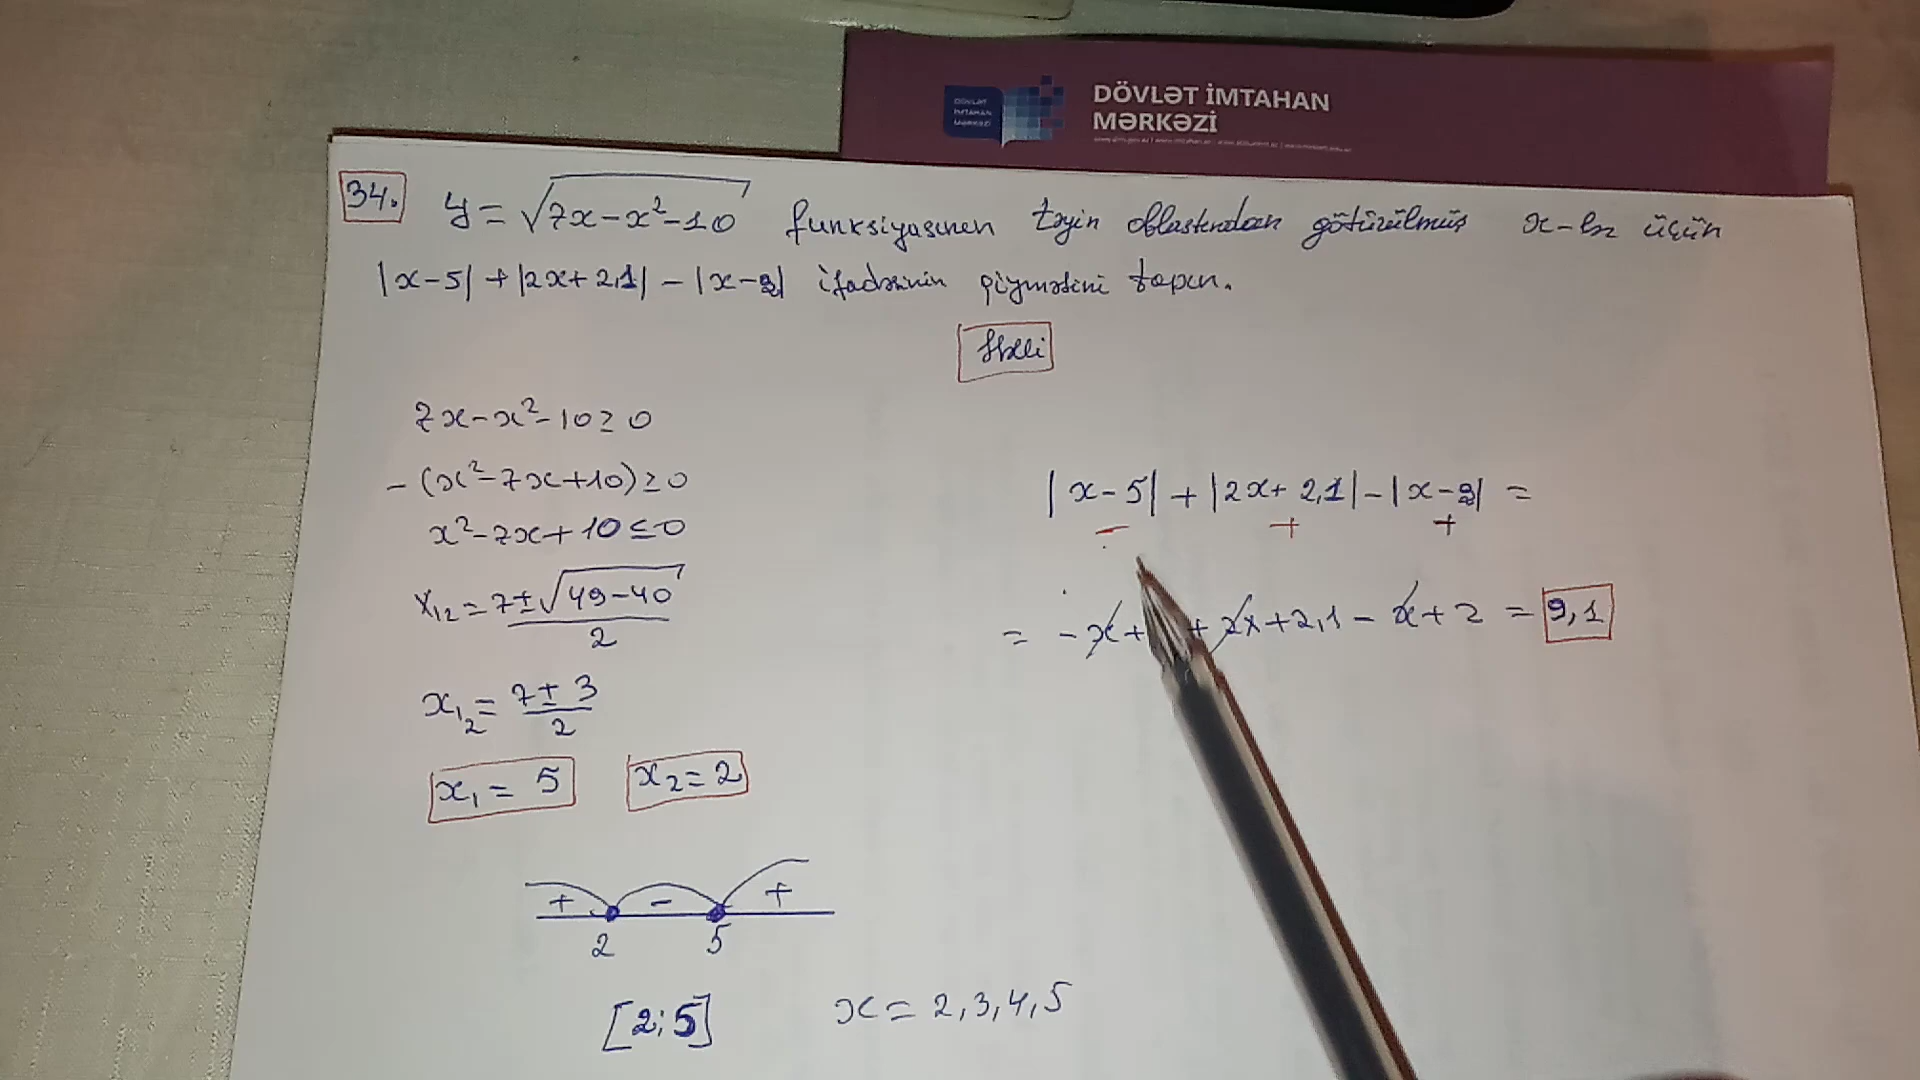 DÖVLƏT İMTAHAN
MƏRKƏZİ
DÖVLƏT
İMTAHAN
MƏRKƏZİ
34. y = √(7x-x²-10) funksiyasının təyin oblastından götürülmüş x-lər üçün
|x-5| + |2x+2,1| - |x-2| ifadəsinin qiymətini tapın.
Həlli
7x-x²-10≥0
-(x²-7x+10)≥0
x²-7x+10≤0
x₁₂ = (7±√(49-40))/2
x₁₂ = (7±3)/2
x₁ = 5 x₂ = 2
+ - +
2 5
[2;5] x = 2,3,4,5
|x-5| + |2x+2,1| - |x-2| =
- + +
= -x+ + 2x+2,1 - x+2 = 9,1